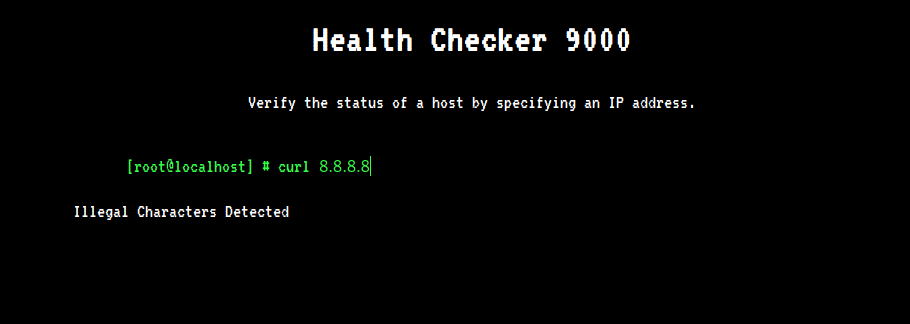 Health Checker 9000
Verify the status of a host by specifying an IP address.
[root@localhost] # curl 8.8.8.8
Illegal Characters Detected